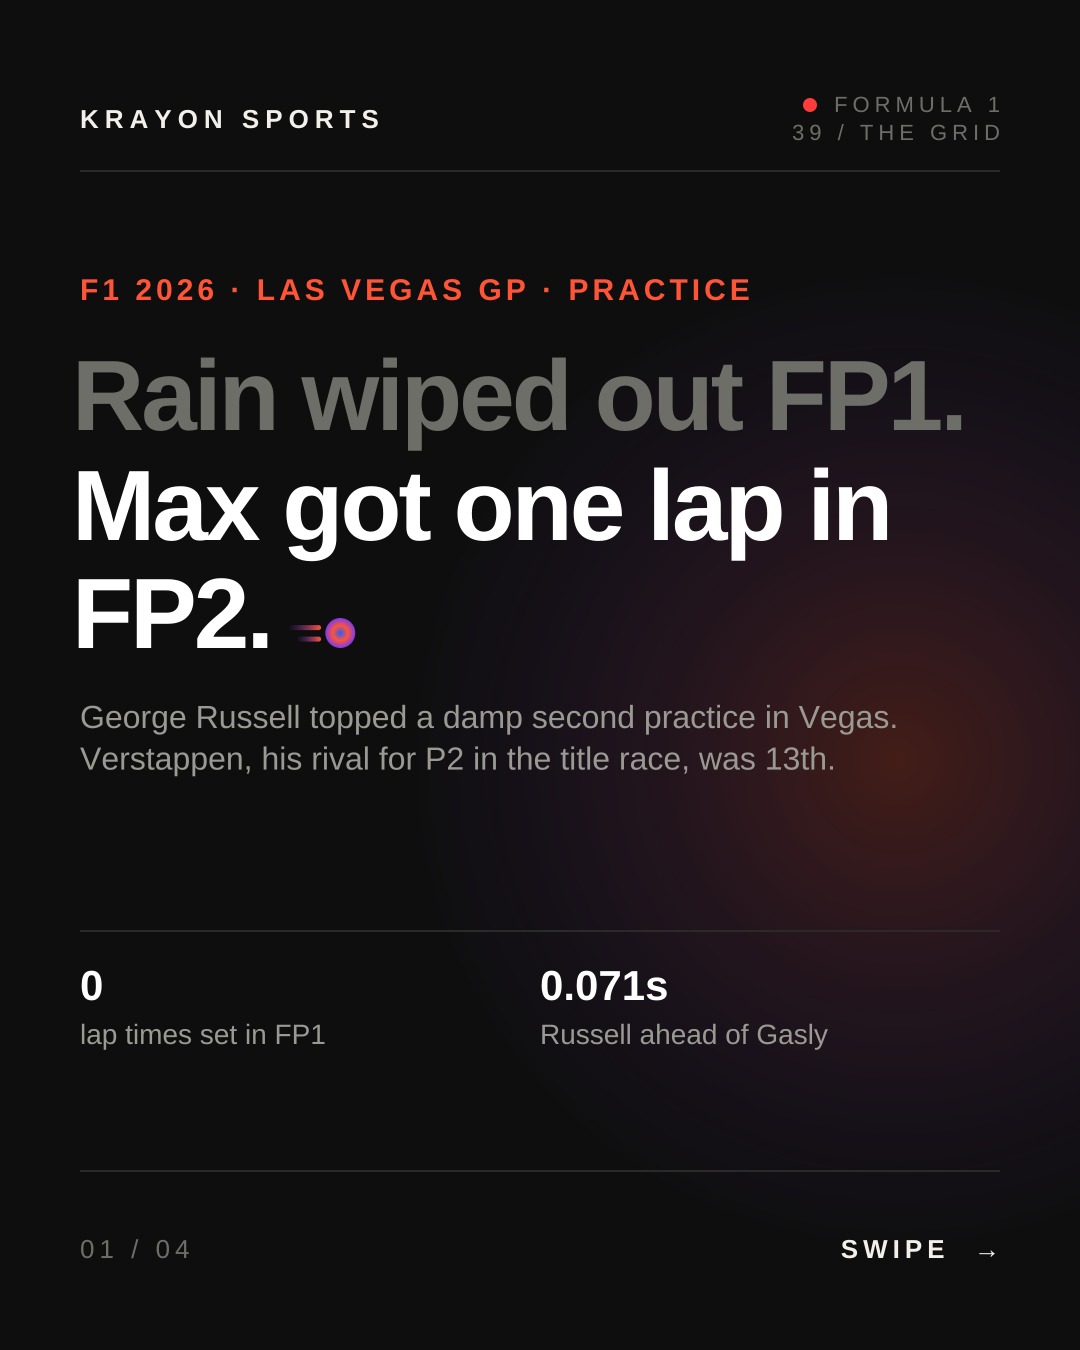 KRAYON SPORTS
FORMULA 1
39 / THE GRID
F1 2026 · LAS VEGAS GP · PRACTICE
Rain wiped out FP1.
Max got one lap in
FP2.
George Russell topped a damp second practice in Vegas.
Verstappen, his rival for P2 in the title race, was 13th.
0
lap times set in FP1
0.071s
Russell ahead of Gasly
01 / 04
SWIPE →